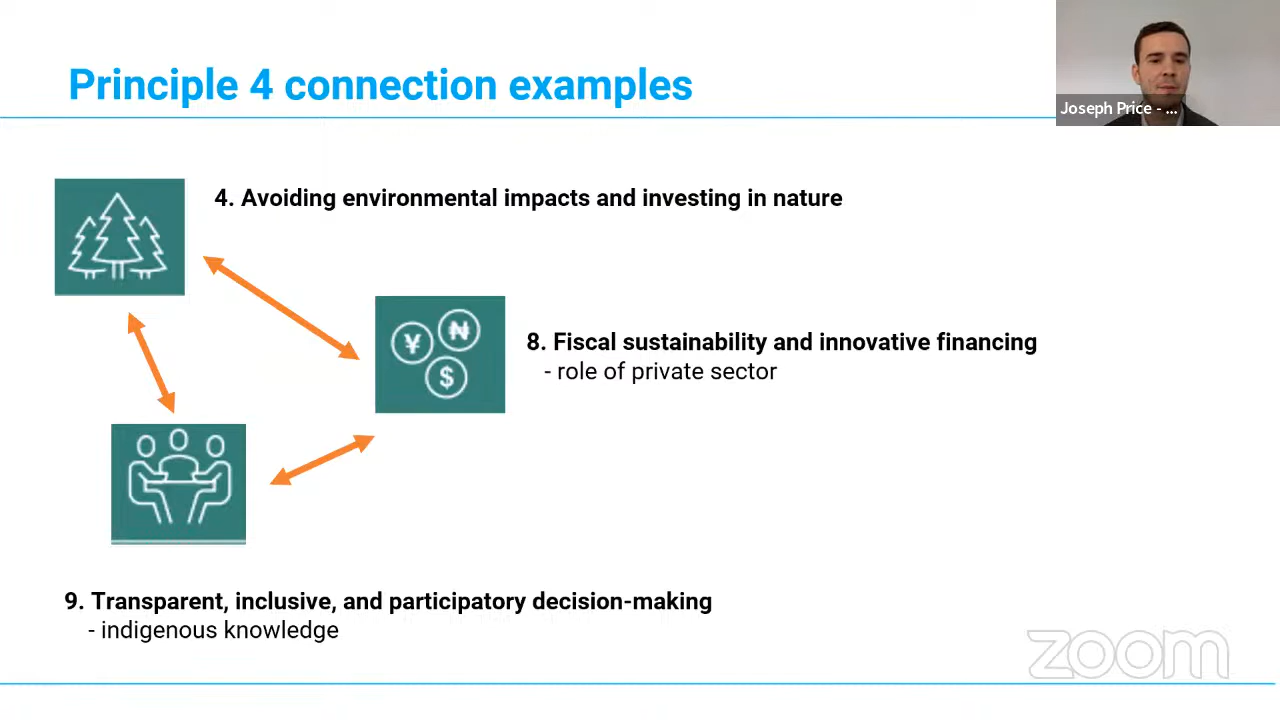 Principle 4 connection examples
Joseph Price - ...
4. Avoiding environmental impacts and investing in nature
¥ ₦ $
8. Fiscal sustainability and innovative financing
- role of private sector
9. Transparent, inclusive, and participatory decision-making
- indigenous knowledge
zoom